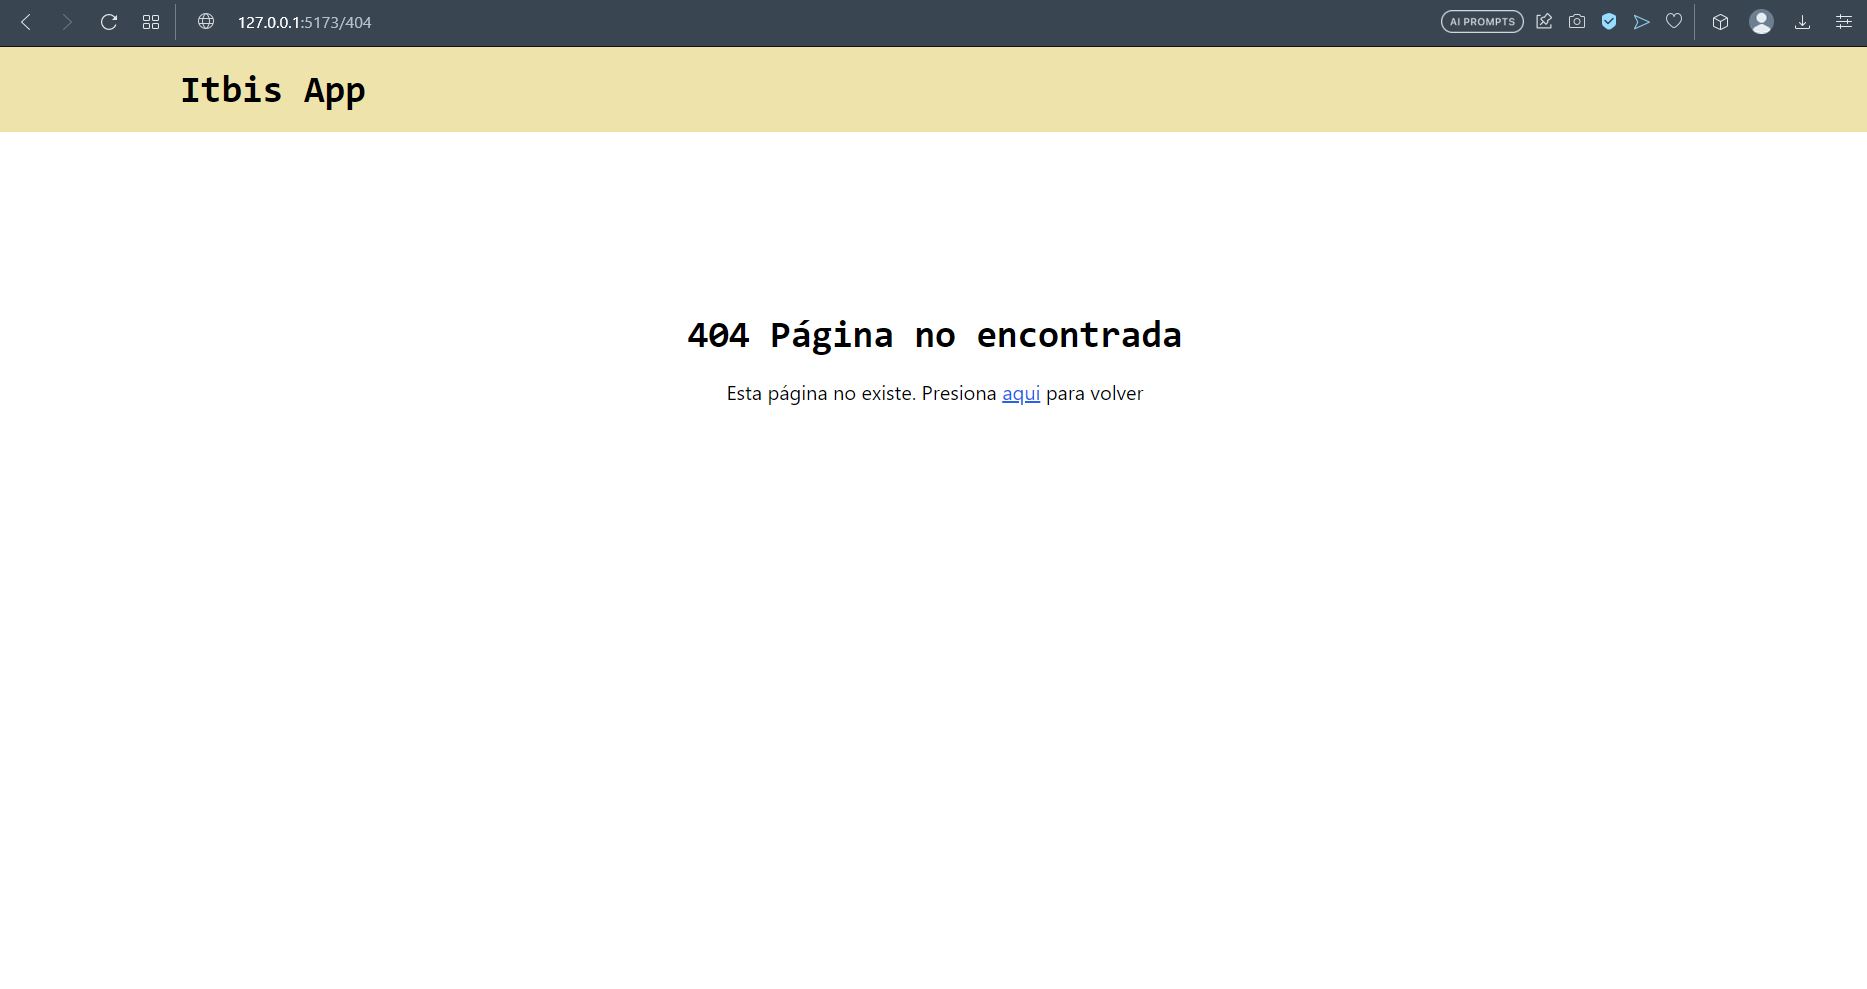 127.0.0.1:5173/404
AI PROMPTS
Itbis App
404 Página no encontrada
Esta página no existe. Presiona aqui para volver